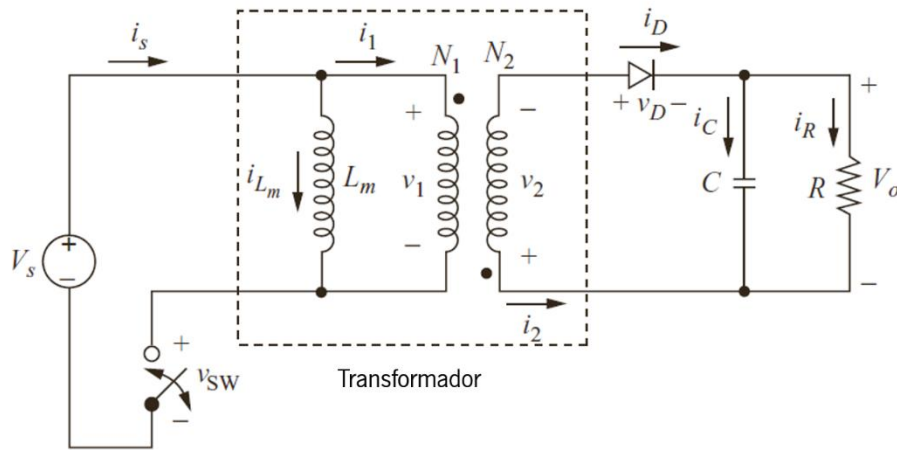 i_s
i_1
N_1 N_2
i_D
+ v_D −
i_C
i_R
+
+
−
i_{L_m}
L_m
v_1
v_2
C
R
V_o
−
+
V_s
+
−
−
i_2
+
v_SW
−
Transformador